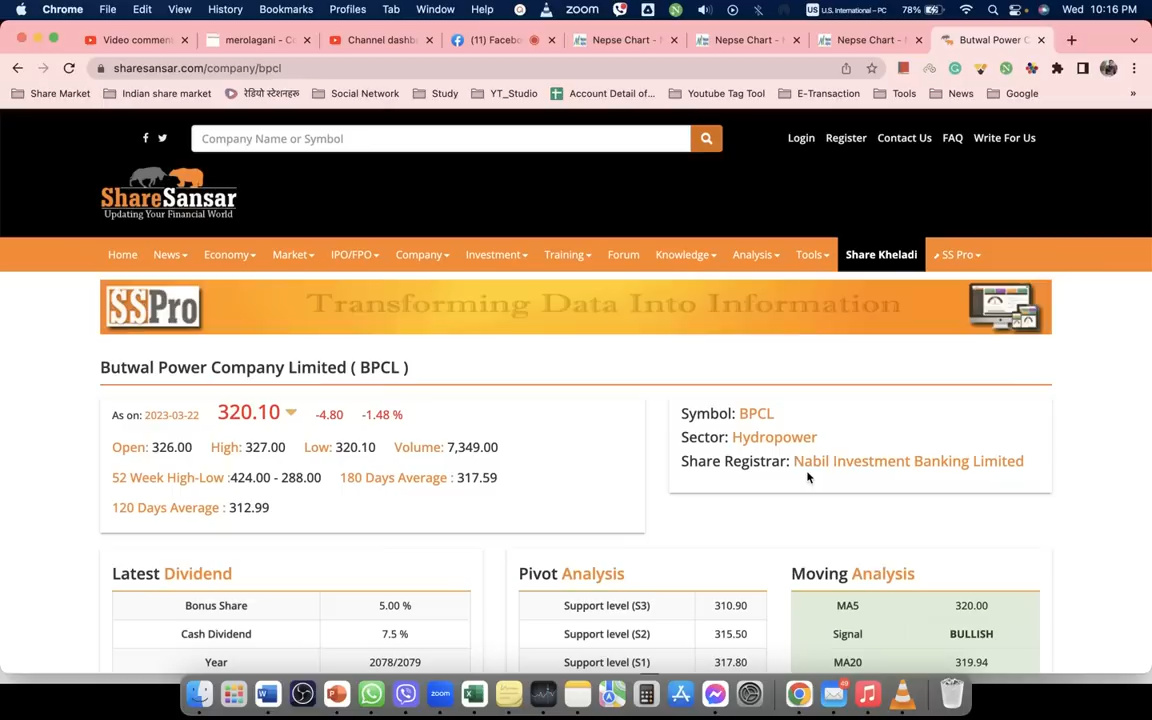 Chrome File Edit View History Bookmarks Profiles Tab Window Help zoom U.S. International – PC 78% Wed 10:16 PM
Video commen merolagani - C Channel dashb (11) Facebo Nepse Chart - Nepse Chart - Nepse Chart - Butwal Power C
sharesansar.com/company/bpcl
Share Market Indian share market रेडियो स्टेशनहरू Social Network Study YT_Studio Account Detail of... Youtube Tag Tool E-Transaction Tools News Google
Company Name or Symbol
Login Register Contact Us FAQ Write For Us
ShareSansar
Updating Your Financial World
Home News Economy Market IPO/FPO Company Investment Training Forum Knowledge Analysis Tools Share Kheladi SS Pro
SSPro Transforming Data Into Information
Butwal Power Company Limited ( BPCL )
As on: 2023-03-22 320.10 -4.80 -1.48 %
Open: 326.00 High: 327.00 Low: 320.10 Volume: 7,349.00
52 Week High-Low :424.00 - 288.00 180 Days Average : 317.59
120 Days Average : 312.99
Symbol: BPCL
Sector: Hydropower
Share Registrar: Nabil Investment Banking Limited
Latest Dividend
Bonus Share 5.00 %
Cash Dividend 7.5 %
Year 2078/2079
Pivot Analysis
Support level (S3) 310.90
Support level (S2) 315.50
Support level (S1) 317.80
Moving Analysis
MA5 320.00
Signal BULLISH
MA20 319.94
zoom
49